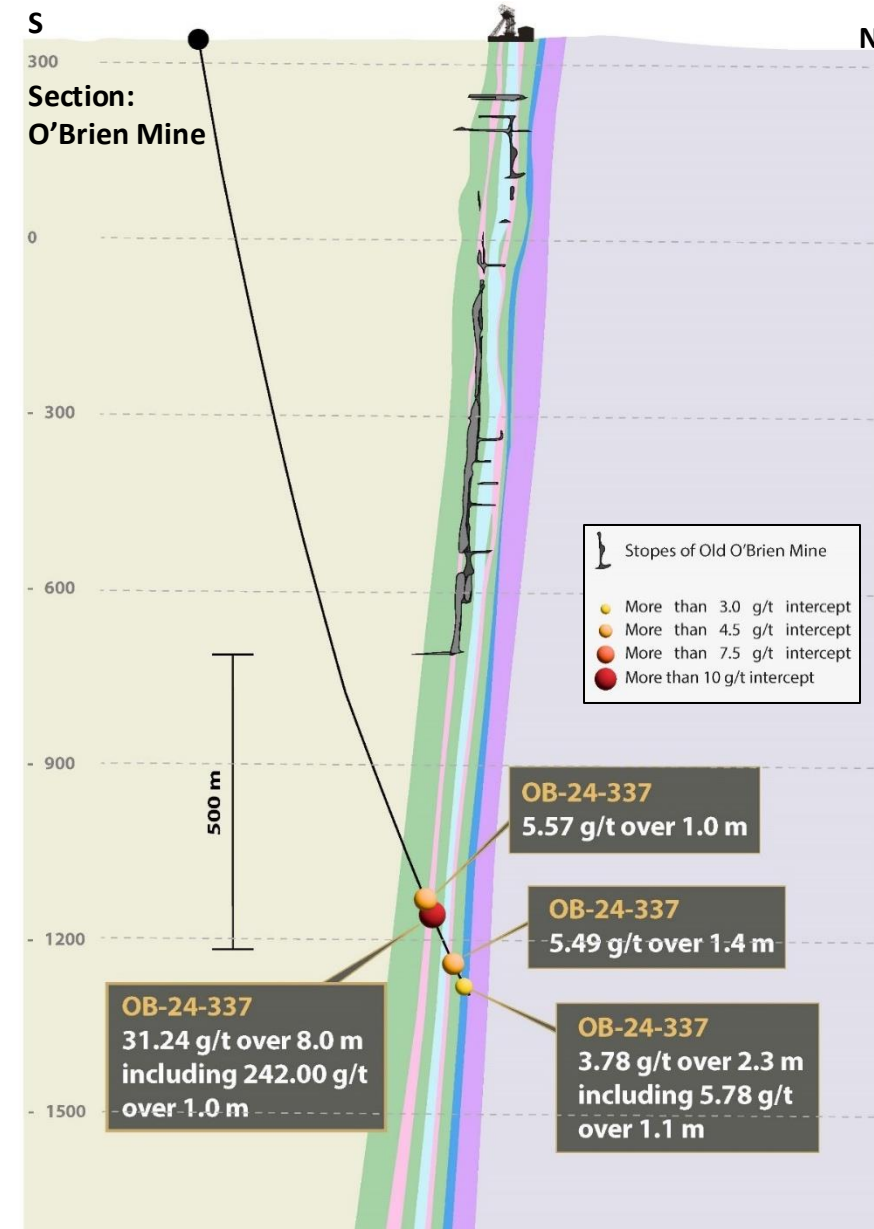 S
N
300
Section:
O'Brien Mine
0
- 300
Stopes of Old O'Brien Mine
- 600
More than 3.0 g/t intercept
More than 4.5 g/t intercept
More than 7.5 g/t intercept
More than 10 g/t intercept
500 m
- 900
OB-24-337
5.57 g/t over 1.0 m
OB-24-337
5.49 g/t over 1.4 m
- 1200
OB-24-337
31.24 g/t over 8.0 m
including 242.00 g/t
over 1.0 m
OB-24-337
3.78 g/t over 2.3 m
including 5.78 g/t
over 1.1 m
- 1500